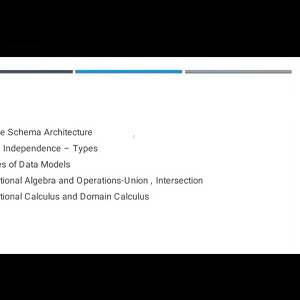 e Schema Architecture
Independence – Types
es of Data Models
tional Algebra and Operations-Union , Intersection
tional Calculus and Domain Calculus